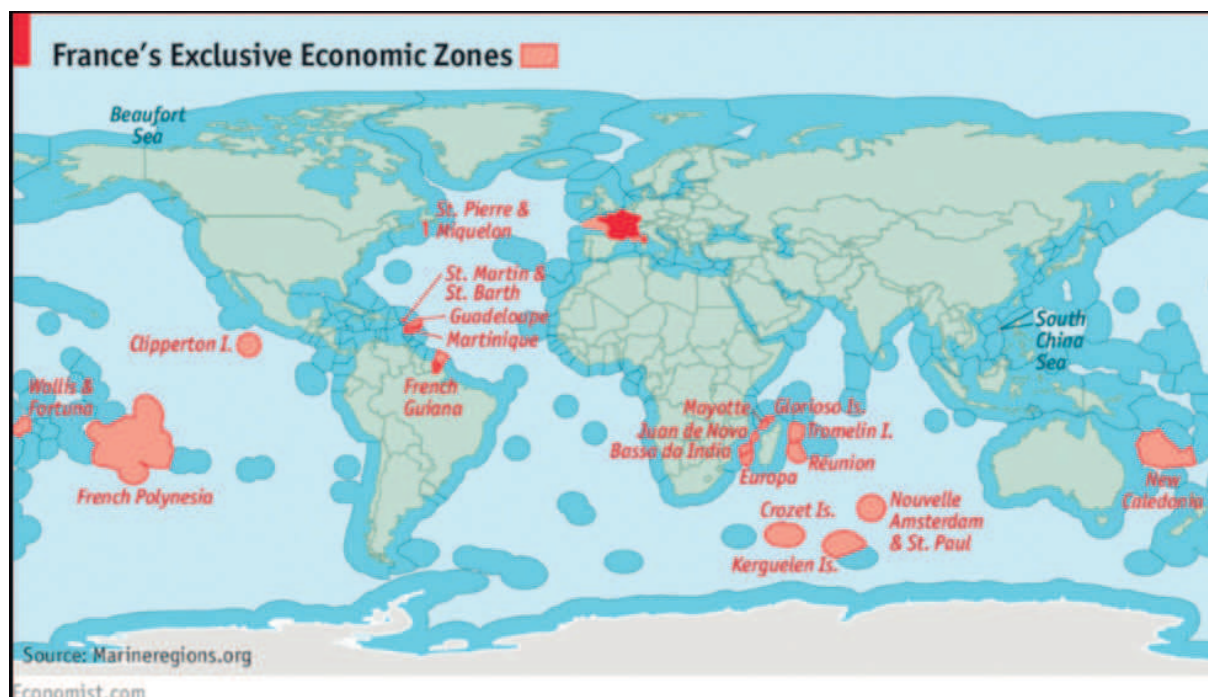 France's Exclusive Economic Zones
Beaufort
Sea
St. Pierre &
Miquelon
St. Martin &
St. Barth
Guadeloupe
Martinique
Clipperton I.
French
Guiana
Wallis &
Fortuna
French Polynesia
South
China
Sea
Mayotte
Glorioso Is.
Juan de Nova
Tromelin I.
Bassa da India
Réunion
Europa
New
Caledonia
Crozet Is.
Nouvelle
Amsterdam
& St. Paul
Kerguelen Is.
Source: Marineregions.org
Economist.com